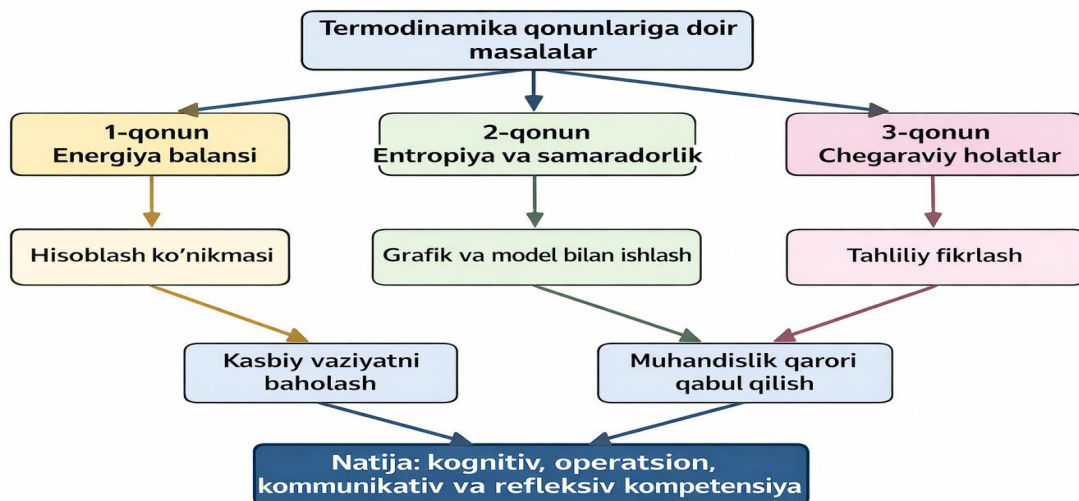 Termodinamika qonunlariga doir
masalalar
1-qonun
Energiya balansi
2-qonun
Entropiya va samaradorlik
3-qonun
Chegaraviy holatlar
Hisoblash ko‘nikmasi
Grafik va model bilan ishlash
Tahliliy fikrlash
Kasbiy vaziyatni
baholash
Muhandislik qarori
qabul qilish
Natija: kognitiv, operatsion,
kommunikativ va refleksiv kompetensiya